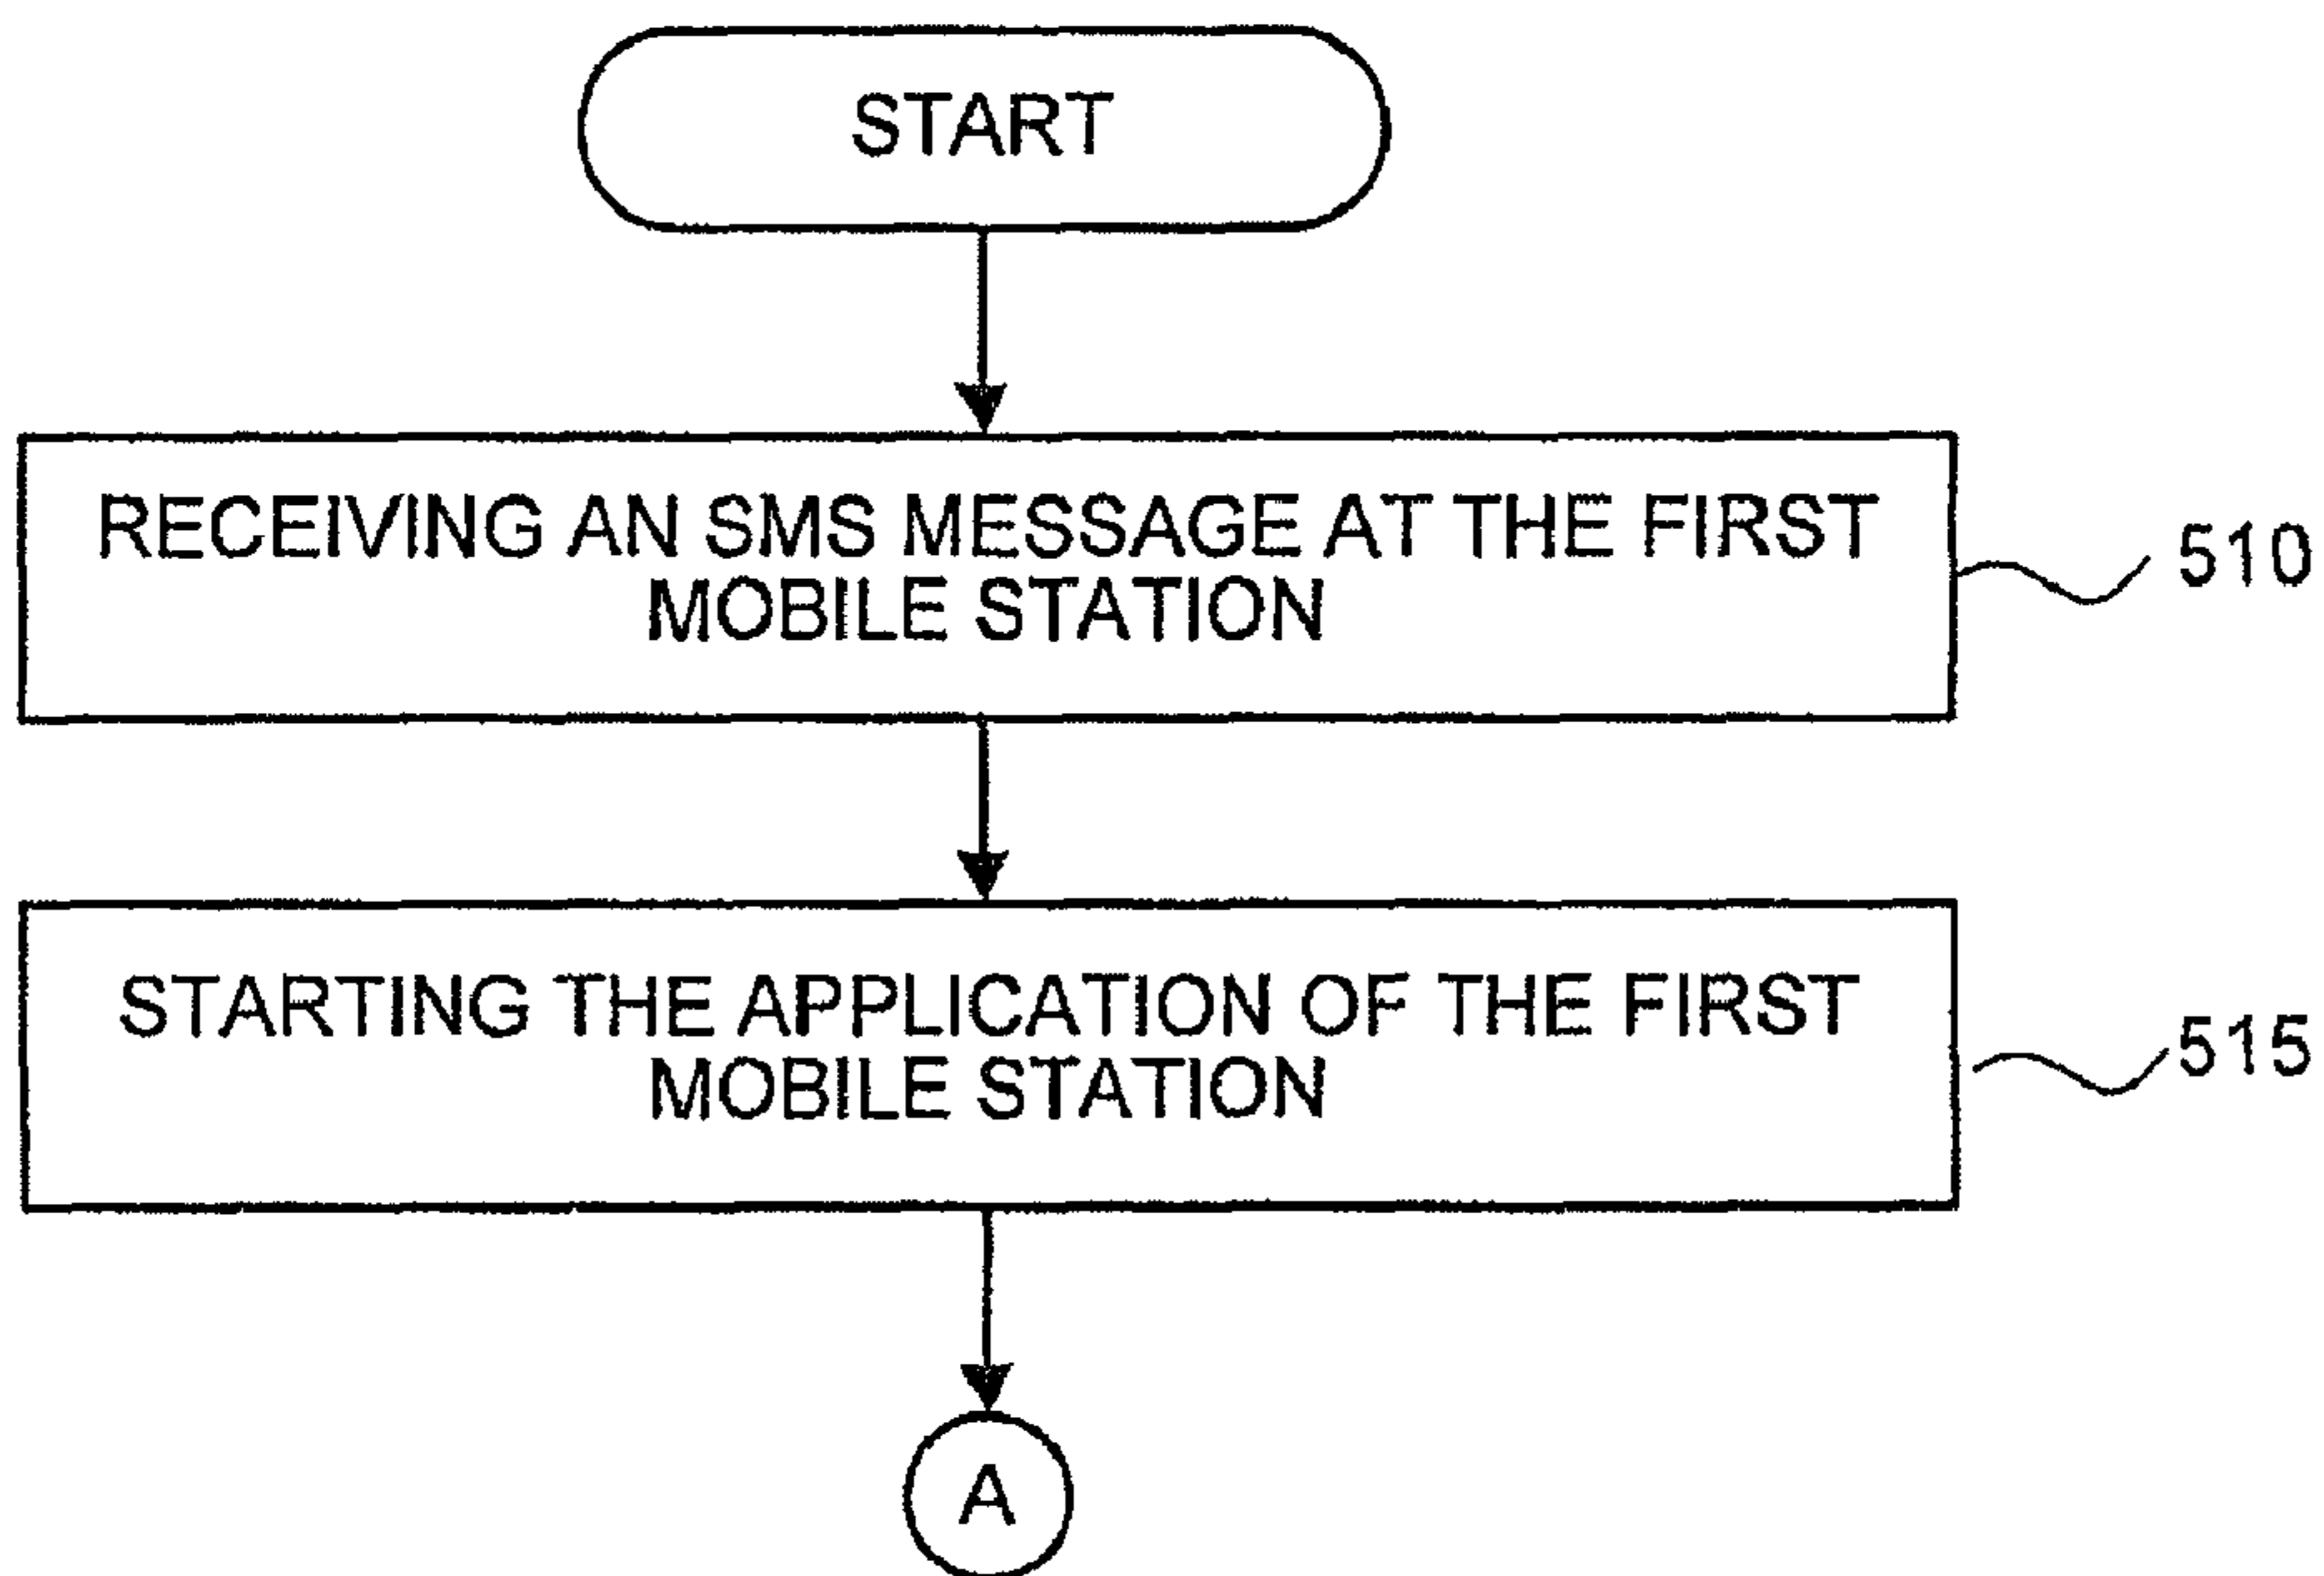 START
RECEIVING AN SMS MESSAGE AT THE FIRST
MOBILE STATION
510
STARTING THE APPLICATION OF THE FIRST
MOBILE STATION
515
A